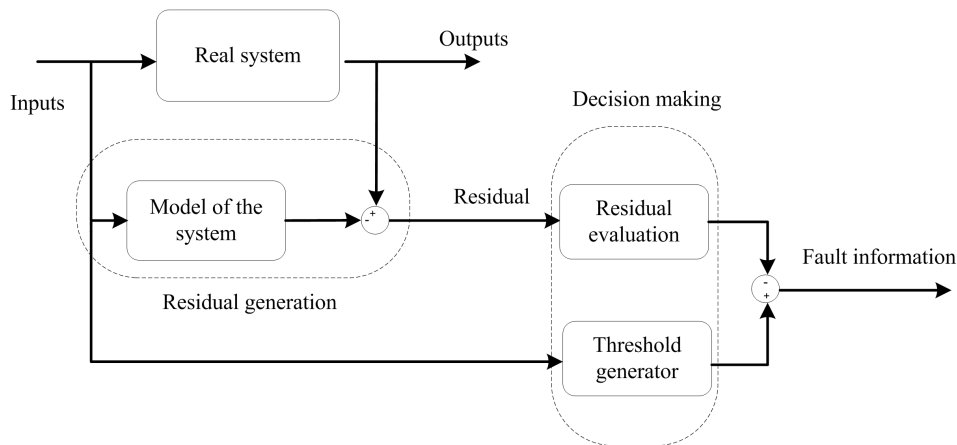 Real system
Outputs
Inputs
Decision making
Model of the
system
- +
Residual
Residual
evaluation
Fault information
-
+
Residual generation
Threshold
generator